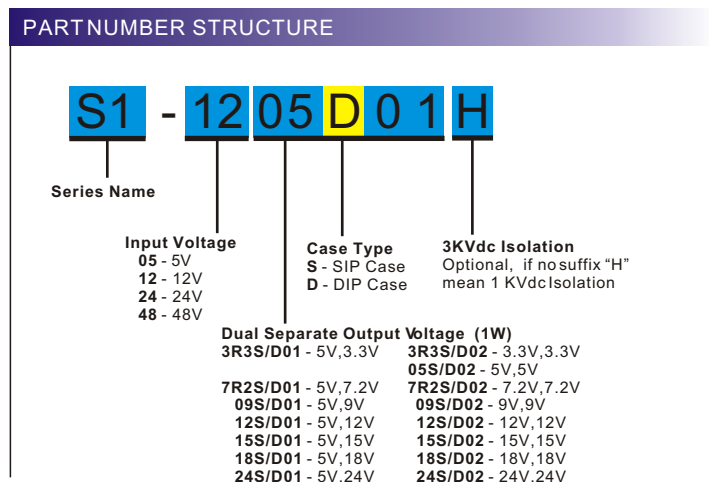 PART NUMBER STRUCTURE
S1 - 1205D01H
Series Name
Input Voltage
05 - 5V
12 - 12V
24 - 24V
48 - 48V
Case Type
S - SIP Case
D - DIP Case
3KVdc Isolation
Optional, if no suffix “H”
mean 1 KVdc Isolation
Dual Separate Output Voltage (1W)
3R3S/D01 - 5V,3.3V 3R3S/D02 - 3.3V,3.3V
05S/D02 - 5V,5V
7R2S/D01 - 5V,7.2V 7R2S/D02 - 7.2V,7.2V
09S/D01 - 5V,9V 09S/D02 - 9V,9V
12S/D01 - 5V,12V 12S/D02 - 12V,12V
15S/D01 - 5V,15V 15S/D02 - 15V,15V
18S/D01 - 5V,18V 18S/D02 - 18V,18V
24S/D01 - 5V,24V 24S/D02 - 24V,24V